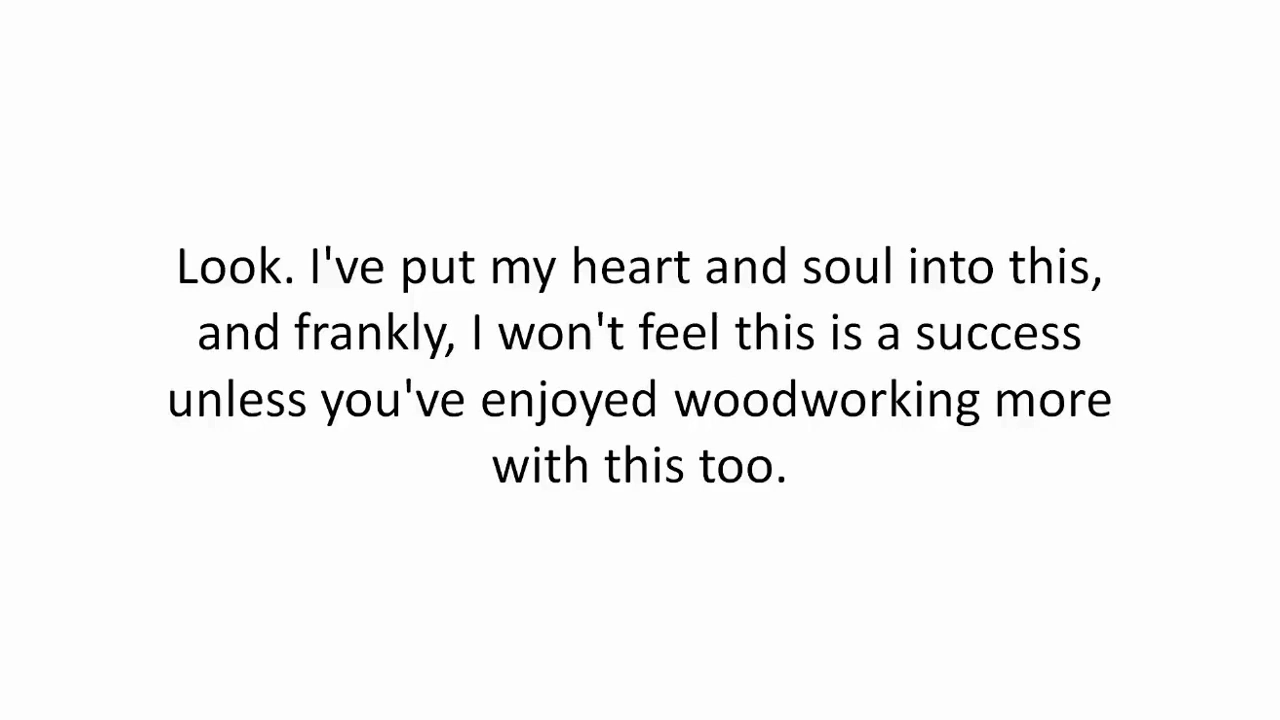 Look. I've put my heart and soul into this,
and frankly, I won't feel this is a success
unless you've enjoyed woodworking more
with this too.